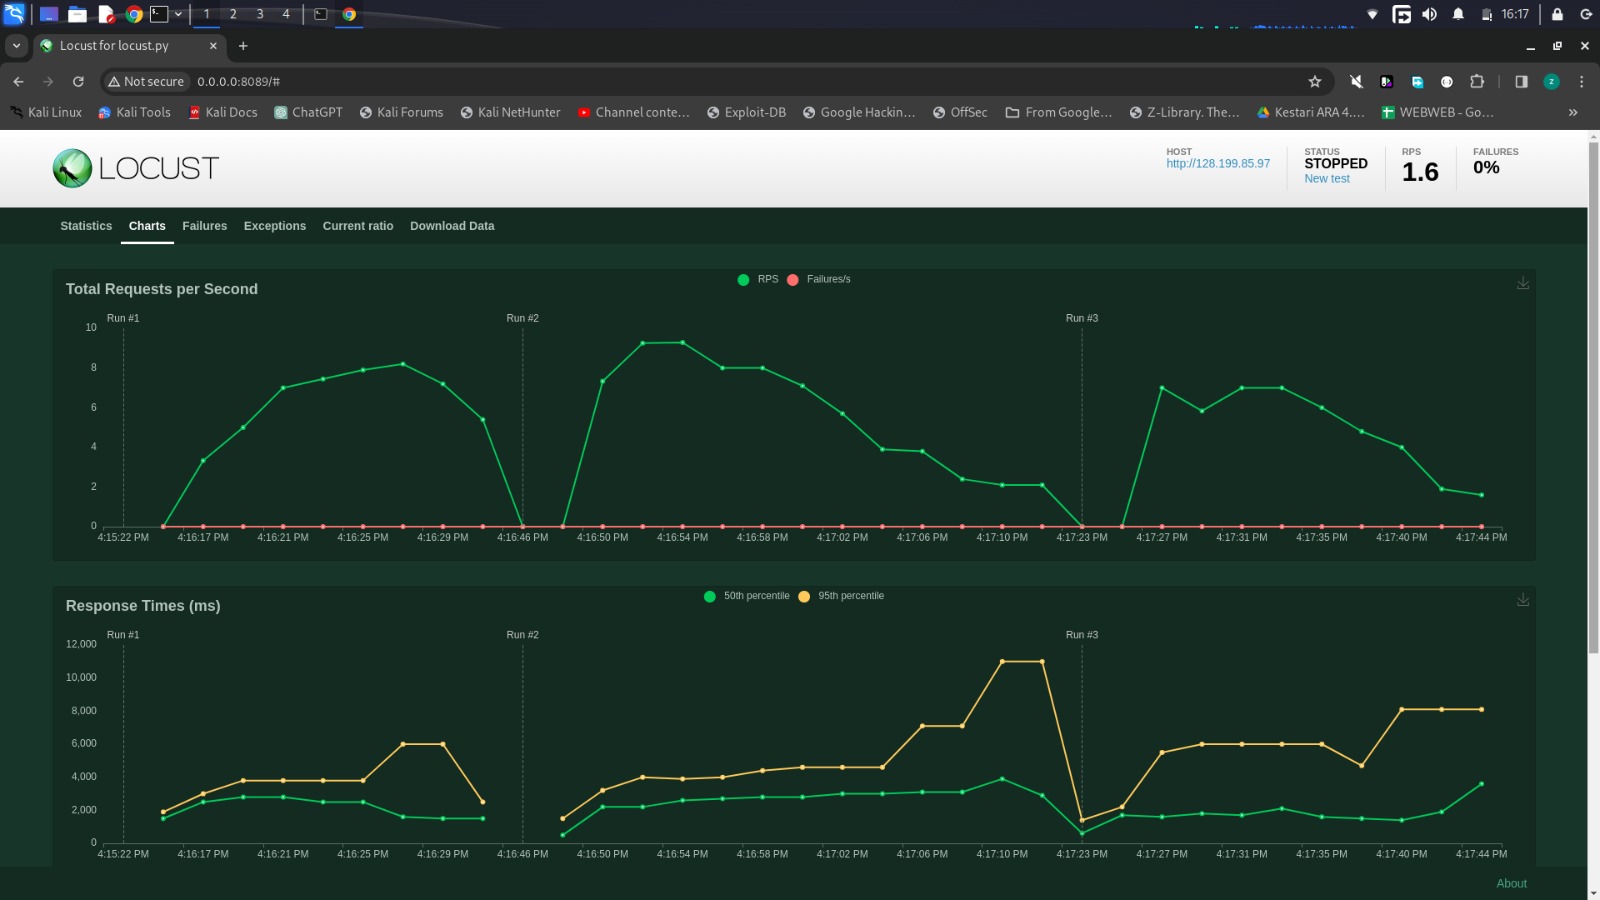 1 2 3 4 16:17
Locust for locust.py
Not secure 0.0.0.0:8089/#
Kali Linux Kali Tools Kali Docs ChatGPT Kali Forums Kali NetHunter Channel conte... Exploit-DB Google Hackin... OffSec From Google... Z-Library. The... Kestari ARA 4.... WEBWEB - Go... »
LOCUST
HOST STATUS RPS FAILURES
http://128.199.85.97 STOPPED 1.6 0%
New test
Statistics Charts Failures Exceptions Current ratio Download Data
Total Requests per Second
RPS Failures/s
Run #1 Run #2 Run #3
10
8
6
4
2
0
4:15:22 PM 4:16:17 PM 4:16:21 PM 4:16:25 PM 4:16:29 PM 4:16:46 PM 4:16:50 PM 4:16:54 PM 4:16:58 PM 4:17:02 PM 4:17:06 PM 4:17:10 PM 4:17:23 PM 4:17:27 PM 4:17:31 PM 4:17:35 PM 4:17:40 PM 4:17:44 PM
Response Times (ms)
50th percentile 95th percentile
Run #1 Run #2 Run #3
12,000
10,000
8,000
6,000
4,000
2,000
0
4:15:22 PM 4:16:17 PM 4:16:21 PM 4:16:25 PM 4:16:29 PM 4:16:46 PM 4:16:50 PM 4:16:54 PM 4:16:58 PM 4:17:02 PM 4:17:06 PM 4:17:10 PM 4:17:23 PM 4:17:27 PM 4:17:31 PM 4:17:35 PM 4:17:40 PM 4:17:44 PM
About